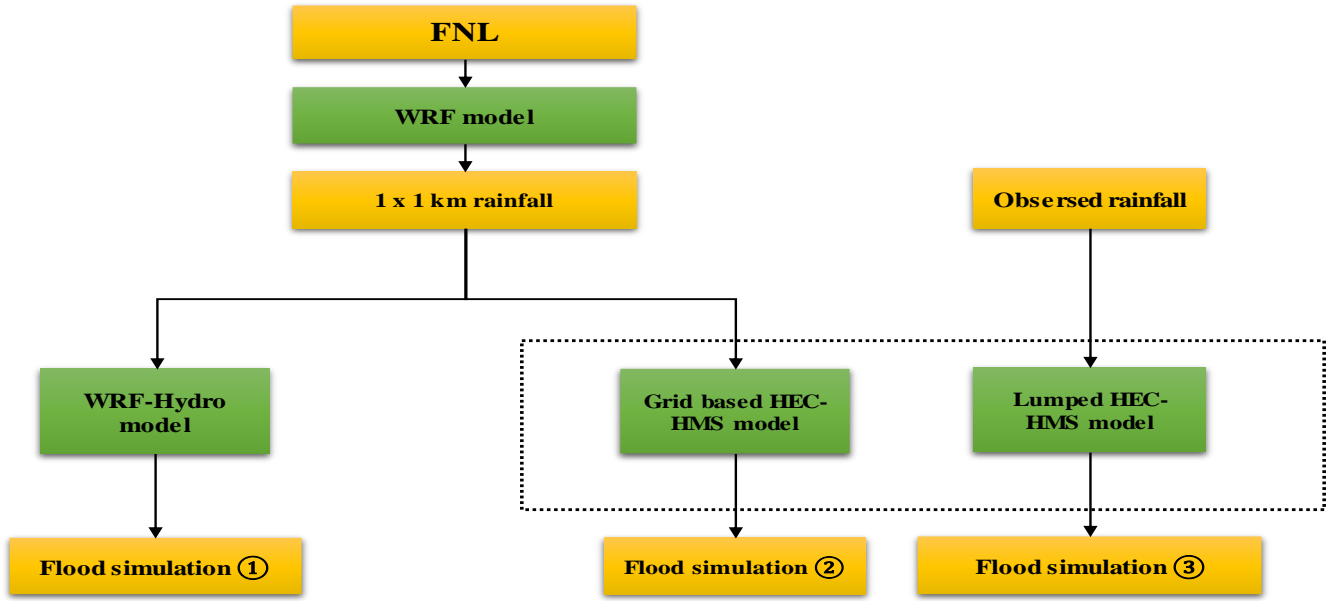 FNL
WRF model
1 x 1 km rainfall
Obsersed rainfall
WRF-Hydro
model
Grid based HEC-
HMS model
Lumped HEC-
HMS model
Flood simulation ①
Flood simulation ②
Flood simulation ③